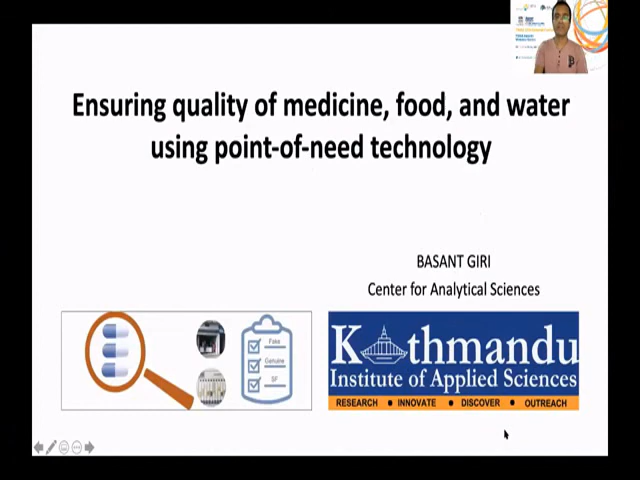 Ensuring quality of medicine, food, and water
using point-of-need technology
BASANT GIRI
Center for Analytical Sciences
Fake
Genuine
SF
Kathmandu
Institute of Applied Sciences
RESEARCH • INNOVATE • DISCOVER • OUTREACH